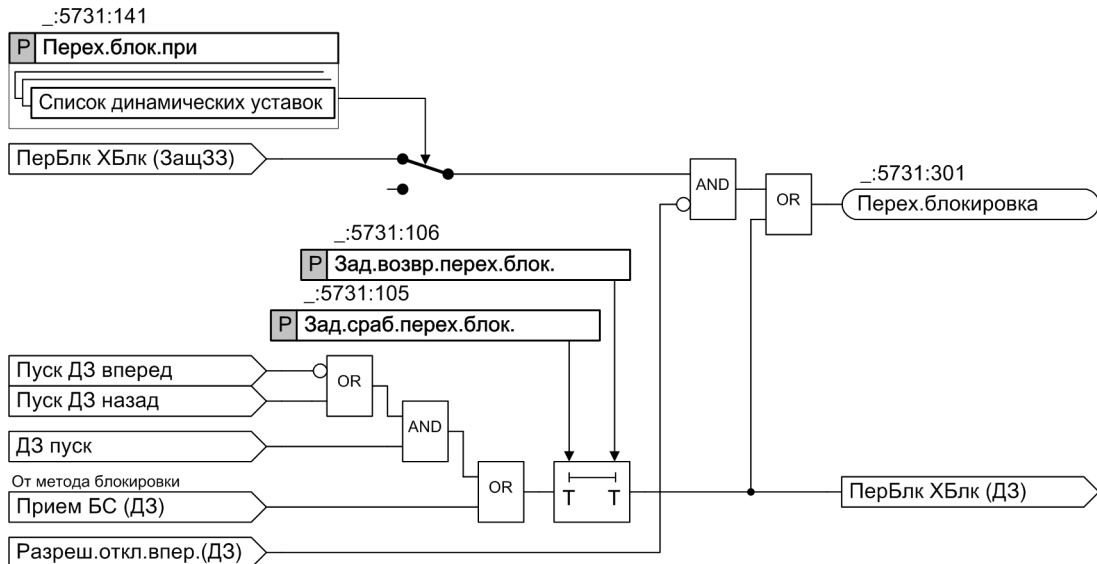 _:5731:141
P Перех.блок.при
Список динамических уставок
ПерБлк ХБлк (ЗащЗЗ)
AND
OR
_:5731:301
Перех.блокировка
_:5731:106
P Зад.возвр.перех.блок.
_:5731:105
P Зад.сраб.перех.блок.
Пуск ДЗ вперед
OR
Пуск ДЗ назад
AND
ДЗ пуск
От метода блокировки
Прием БС (ДЗ)
OR
T T
ПерБлк ХБлк (ДЗ)
Разреш.откл.впер.(ДЗ)